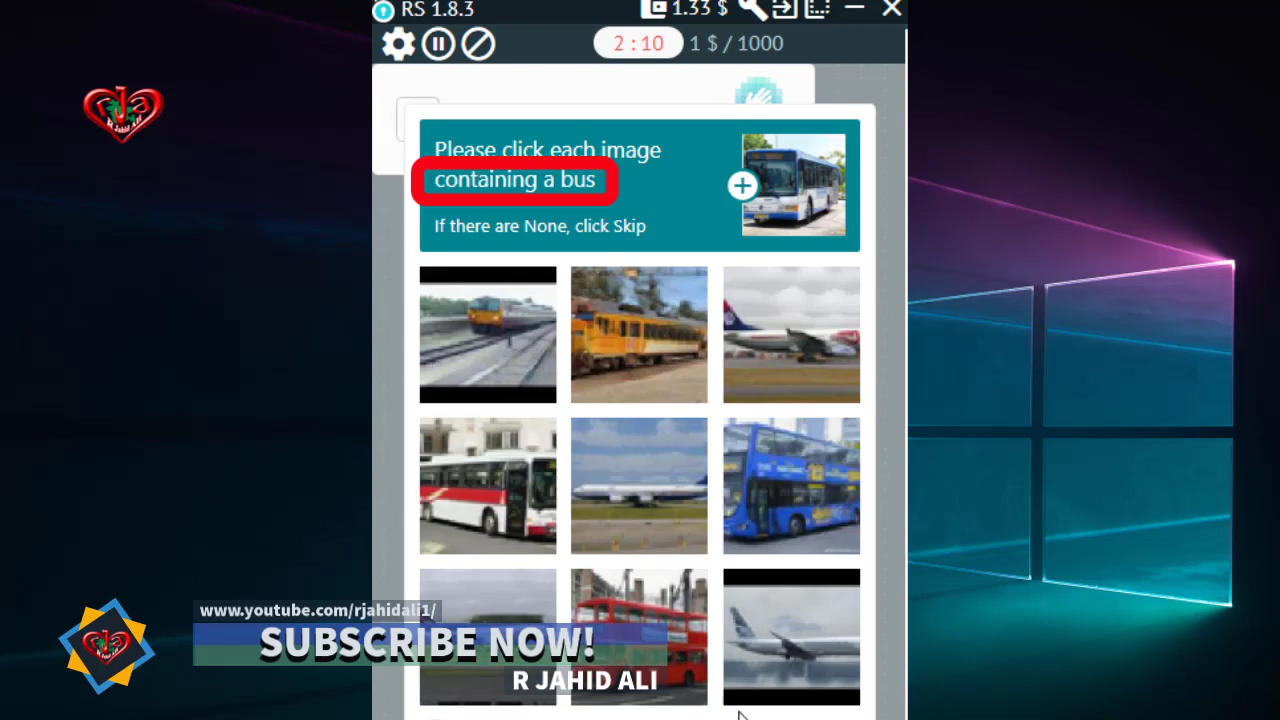 RS 1.8.3
1.33 $
2 : 10
1 $ / 1000
Please click each image
containing a bus
If there are None, click Skip
www.youtube.com/rjahidali1/
SUBSCRIBE NOW!
R JAHID ALI